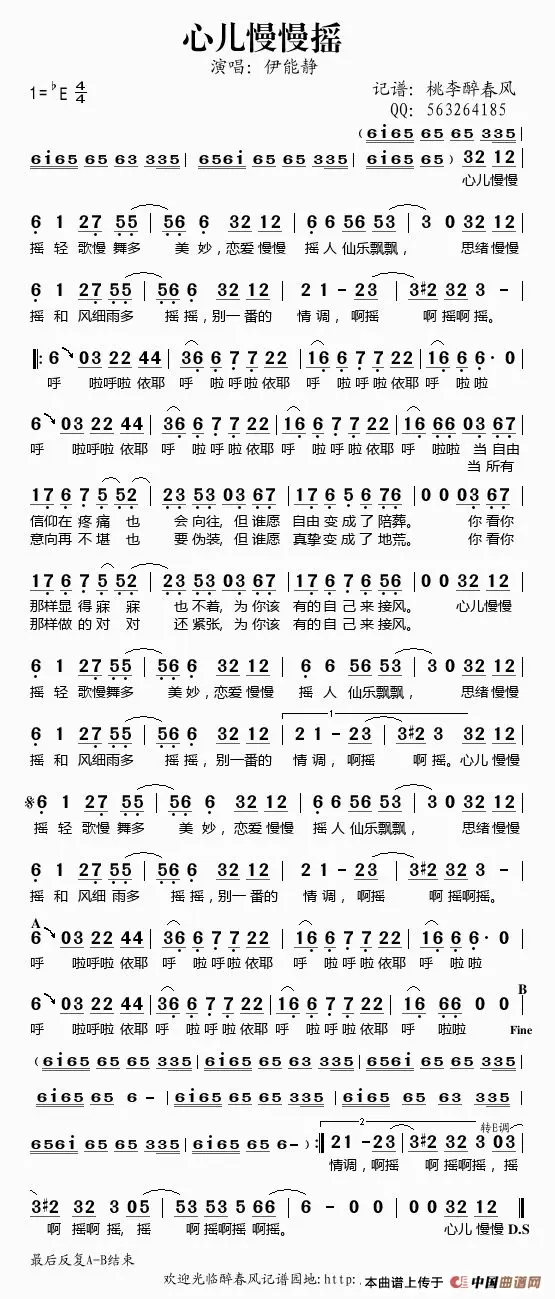 心儿慢慢摇
演唱：伊能静
1=♭E 4/4
记谱：桃李醉春风
QQ：563264185
(6i65 65 65 335|
6i65 65 63 335| 656i 65 65 335| 6i65 65) 32 12|
心儿慢慢
6 1 27 55| 56 6 32 12| 6 6 56 53| 3 0 32 12|
摇 轻 歌慢 舞多 美 妙，恋爱 慢慢 摇 人 仙乐飘飘， 思绪 慢慢
6 1 27 55| 56 6 32 12| 2 1 - 23| 3#2 32 3 -|
摇 和 风细雨多 摇 摇，别一番的 情 调，啊摇 啊 摇啊摇。
‖: 6 03 22 44| 36 6 7 7 22| 16 6 7 7 22| 16 6 6· 0|
呼 啦呼啦 依耶 呼 啦呼啦依耶 呼 啦呼啦依耶 呼 啦啦
6 03 22 44| 36 6 7 7 22| 16 6 7 7 22| 16 66 03 67|
呼 啦呼啦 依耶 呼 啦呼啦依耶 呼 啦呼啦依耶 呼 啦啦 当 自由
当 所有
17 6 7 5 52| 23 53 03 67| 17 6 5 6 76| 0 0 03 67|
信仰在 疼 痛 也 会 向往，但 谁愿 自由 变 成 了 陪葬。 你 看你
意向再 不 堪 也 要 伪装，但 谁愿 真挚 变 成 了 地荒。 你 看你
17 6 7 5 52| 23 53 03 67| 17 6 7 6 56| 0 0 32 12|
那样显 得 寐 寐 也 不着，为 你该 有的 自 己 来 接风。 心儿 慢慢
那样做 的 对 对 还 紧张，为 你该 有的 自 己 来 接风。
6 1 27 55| 56 6 32 12| 6 6 56 53| 3 0 32 12|
摇 轻 歌慢舞多 美 妙，恋爱 慢慢 摇 人 仙乐飘飘， 思绪 慢慢
1
6 1 27 55| 56 6 32 12| 2 1 - 23| 3#2 3 32 12|
摇 和 风细雨多 摇 摇，别一番的 情 调，啊摇 啊 摇。心儿 慢慢
𝄋6 1 27 55| 56 6 32 12| 6 6 56 53| 3 0 32 12|
摇 轻 歌慢 舞多 美 妙，恋爱 慢慢 摇 人 仙乐飘飘， 思绪 慢慢
6 1 27 55| 56 6 32 12| 2 1 - 23| 3#2 32 3 -|
摇 和 风细 雨多 摇 摇，别一番的 情 调，啊摇 啊 摇啊摇。
A
6 03 22 44| 36 6 7 7 22| 16 6 7 7 22| 16 6 6· 0|
呼 啦呼啦 依耶 呼 啦呼啦依耶 呼 啦呼啦依耶 呼 啦啦
B
6 03 22 44| 36 6 7 7 22| 16 6 7 7 22| 16 66 0 0|
呼 啦呼啦 依耶 呼 啦呼啦依耶 呼 啦呼啦依耶 呼 啦啦 Fine
(6i65 65 65 335| 6i65 65 63 335| 656i 65 65 335|
6i65 65 6 -| 6i65 65 65 335| 6i65 65 63 335|
2 转E调
656i 65 65 335| 6i65 65 6 -):‖ 21 - 23| 3#2 32 3 03|
情调，啊摇 啊 摇啊摇，摇
3#2 32 3 05| 53 53 5 66| 6 - - -| 0 0 32 12‖
啊 摇啊 摇，摇 啊 摇啊摇 啊摇。 心儿 慢慢 D.S
最后反复A-B结束
欢迎光临醉春风记谱园地:http:
本曲谱上传于 中国曲谱网